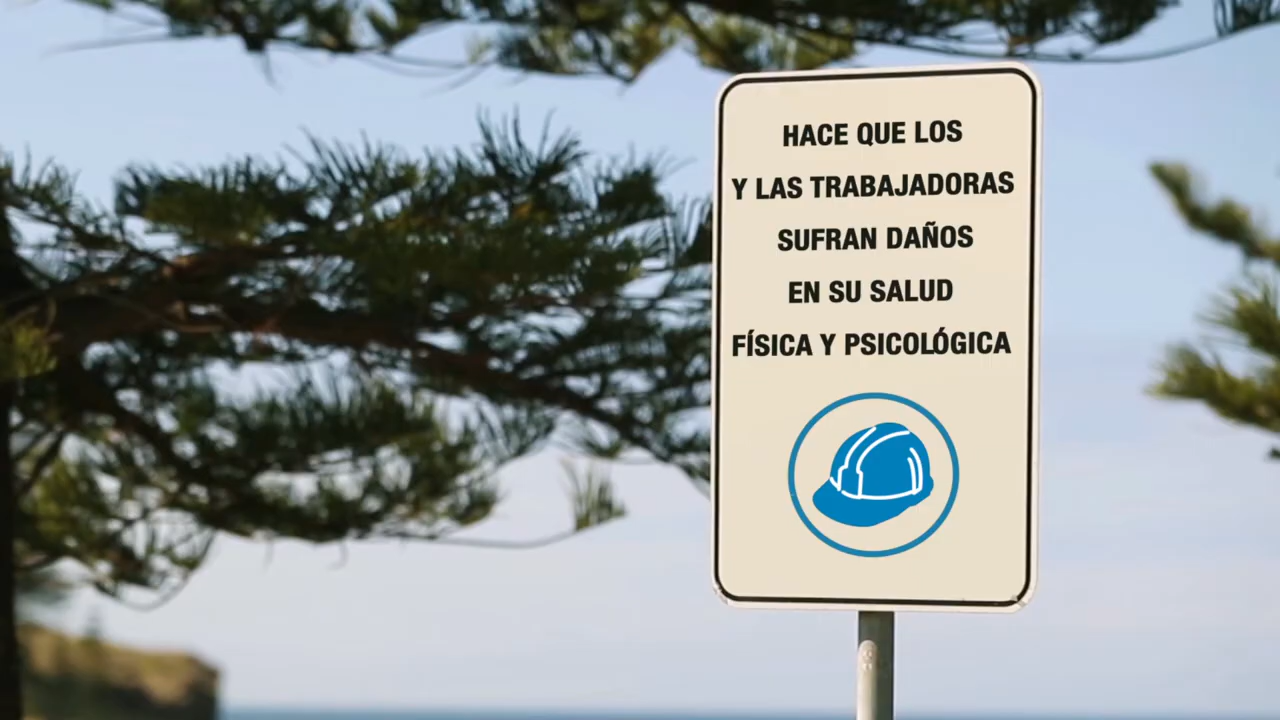 HACE QUE LOS
Y LAS TRABAJADORAS
SUFRAN DAÑOS
EN SU SALUD
FÍSICA Y PSICOLÓGICA